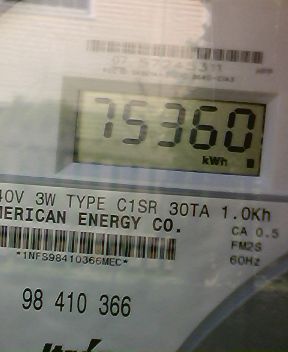 75360
kWh
40V 3W TYPE C1SR 30TA 1.0Kh
MERICAN ENERGY CO.
CA 0.5
FM2S
*1NFS98410366MEC*
60Hz
98 410 366